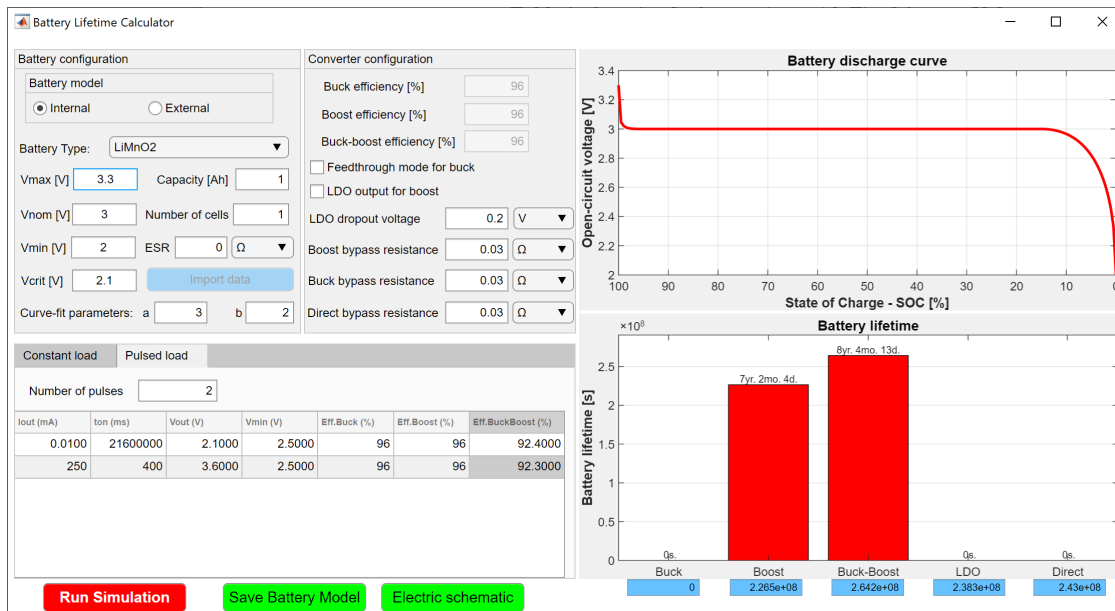 Battery Lifetime Calculator
Battery configuration
Battery model
Internal External
Battery Type: LiMnO2
Vmax [V] 3.3 Capacity [Ah] 1
Vnom [V] 3 Number of cells 1
Vmin [V] 2 ESR 0 Ω
Vcrit [V] 2.1 Import data
Curve-fit parameters: a 3 b 2
Converter configuration
Buck efficiency [%] 96
Boost efficiency [%] 96
Buck-boost efficiency [%] 96
Feedthrough mode for buck
LDO output for boost
LDO dropout voltage 0.2 V
Boost bypass resistance 0.03 Ω
Buck bypass resistance 0.03 Ω
Direct bypass resistance 0.03 Ω
Constant load Pulsed load
Number of pulses 2
Iout (mA) ton (ms) Vout (V) Vmin (V) Eff.Buck (%) Eff.Boost (%) Eff.BuckBoost (%)
0.0100 21600000 2.1000 2.5000 96 96 92.4000
250 400 3.6000 2.5000 96 96 92.3000
Run Simulation Save Battery Model Electric schematic
Battery discharge curve
Open-circuit voltage [V]
3.4
3.2
3
2.8
2.6
2.4
2.2
2
100 90 80 70 60 50 40 30 20 10 0
State of Charge - SOC [%]
Battery lifetime
×10⁸
Battery lifetime [s]
2.5
2
1.5
1
0.5
0
0s. 7yr. 2mo. 4d. 8yr. 4mo. 13d. 0s. 0s.
Buck Boost Buck-Boost LDO Direct
0 2.265e+08 2.642e+08 2.383e+08 2.43e+08